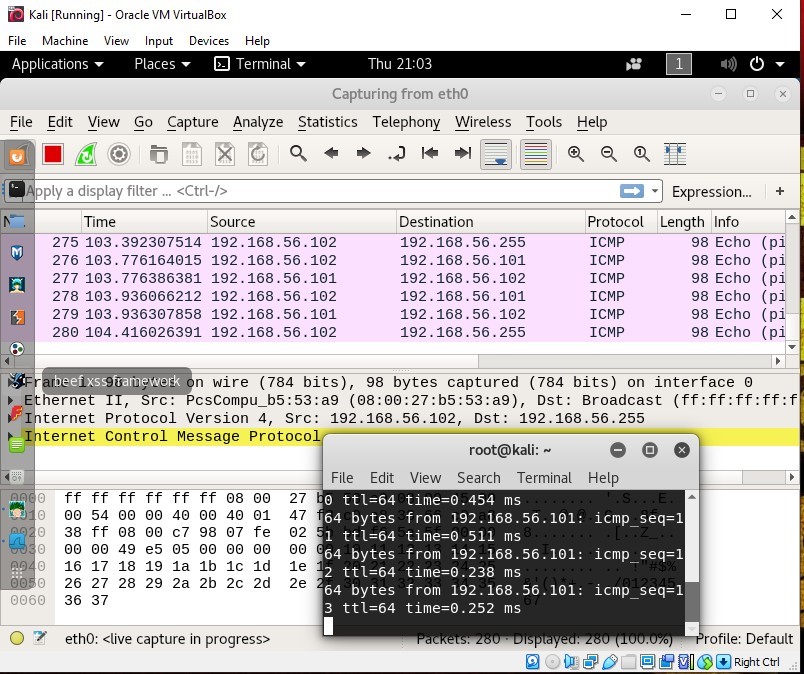 Kali [Running] - Oracle VM VirtualBox
File Machine View Input Devices Help
Applications Places Terminal Thu 21:03 1
Capturing from eth0
File Edit View Go Capture Analyze Statistics Telephony Wireless Tools Help
Apply a display filter ... <Ctrl-/> Expression... +
Time Source Destination Protocol Length Info
275 103.392307514 192.168.56.102 192.168.56.255 ICMP 98 Echo (pi
276 103.776164015 192.168.56.102 192.168.56.101 ICMP 98 Echo (pi
277 103.776386381 192.168.56.101 192.168.56.102 ICMP 98 Echo (pi
278 103.936066212 192.168.56.102 192.168.56.101 ICMP 98 Echo (pi
279 103.936307858 192.168.56.101 192.168.56.102 ICMP 98 Echo (pi
280 104.416026391 192.168.56.102 192.168.56.255 ICMP 98 Echo (pi
beef xss framework
on wire (784 bits), 98 bytes captured (784 bits) on interface 0
Ethernet II, Src: PcsCompu_b5:53:a9 (08:00:27:b5:53:a9), Dst: Broadcast (ff:ff:ff:ff:f
Internet Protocol Version 4, Src: 192.168.56.102, Dst: 192.168.56.255
Internet Control Message Protocol
root@kali: ~
File Edit View Search Terminal Help
0 ttl=64 time=0.454 ms
64 bytes from 192.168.56.101: icmp_seq=1
1 ttl=64 time=0.511 ms
64 bytes from 192.168.56.101: icmp_seq=1
2 ttl=64 time=0.238 ms
64 bytes from 192.168.56.101: icmp_seq=1
3 ttl=64 time=0.252 ms
0000 ff ff ff ff ff ff 08 00 27
0010 00 54 00 00 40 00 40 01 47
0020 38 ff 08 00 c7 98 07 fe 02
0030 00 00 49 e5 05 00 00 00 00
0040 16 17 18 19 1a 1b 1c 1d 1e
0050 26 27 28 29 2a 2b 2c 2d 2e
0060 36 37
eth0: <live capture in progress> Packets: 280 · Displayed: 280 (100.0%) Profile: Default
Right Ctrl